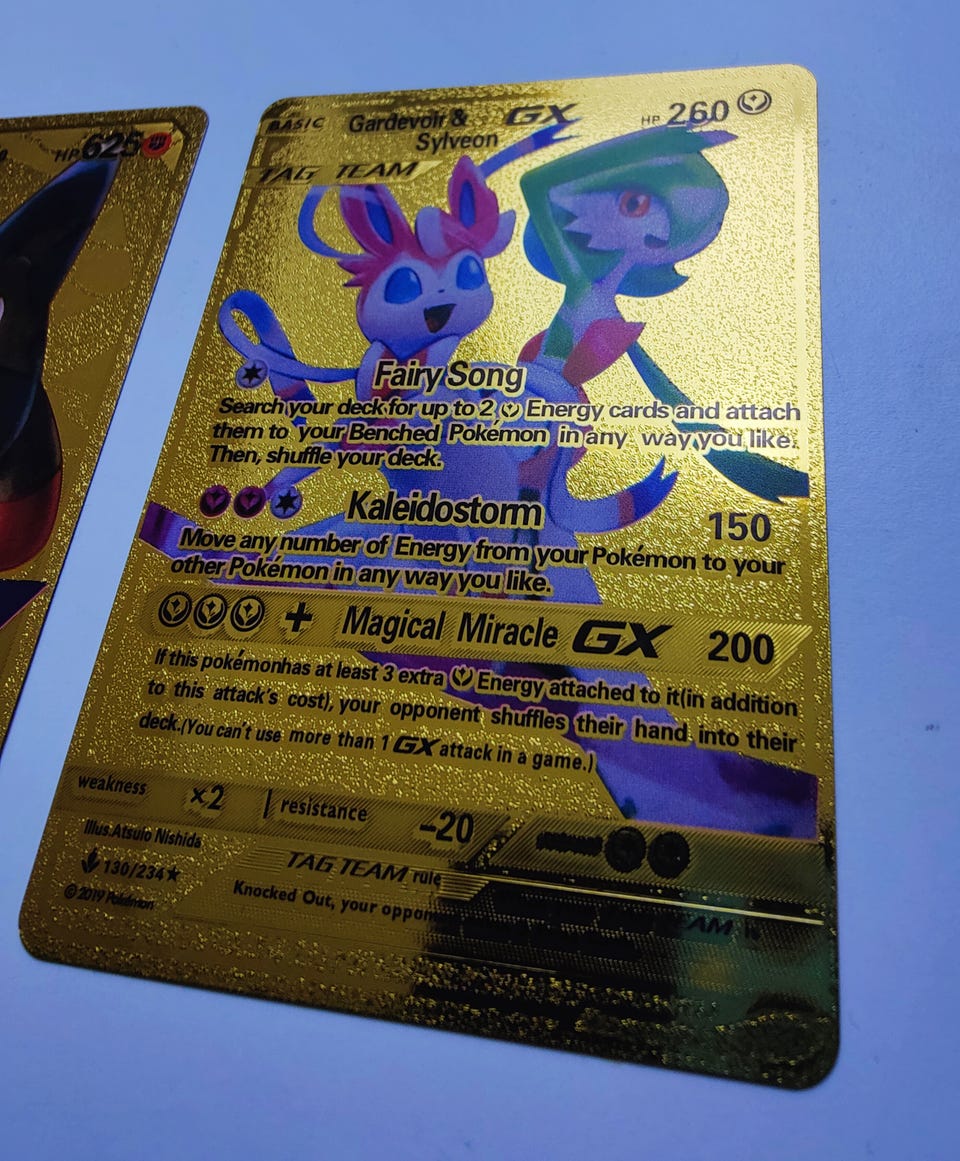 HP 625
BASIC Gardevoir & GX HP 260
Sylveon
TAG TEAM
Fairy Song
Search your deck for up to 2 Energy cards and attach
them to your Benched Pokémon in any way you like.
Then, shuffle your deck.
Kaleidostorm 150
Move any number of Energy from your Pokémon to your
other Pokémon in any way you like.
+ Magical Miracle GX 200
If this pokémonhas at least 3 extra Energy attached to it(in addition
to this attack's cost), your opponent shuffles their hand into their
deck.(You can't use more than 1 GX attack in a game.)
weakness ×2 resistance -20
Illus.Atsuio Nishida
130/234★
©2019 Pokémon
TAG TEAM rule
Knocked Out, your oppon
TEAM